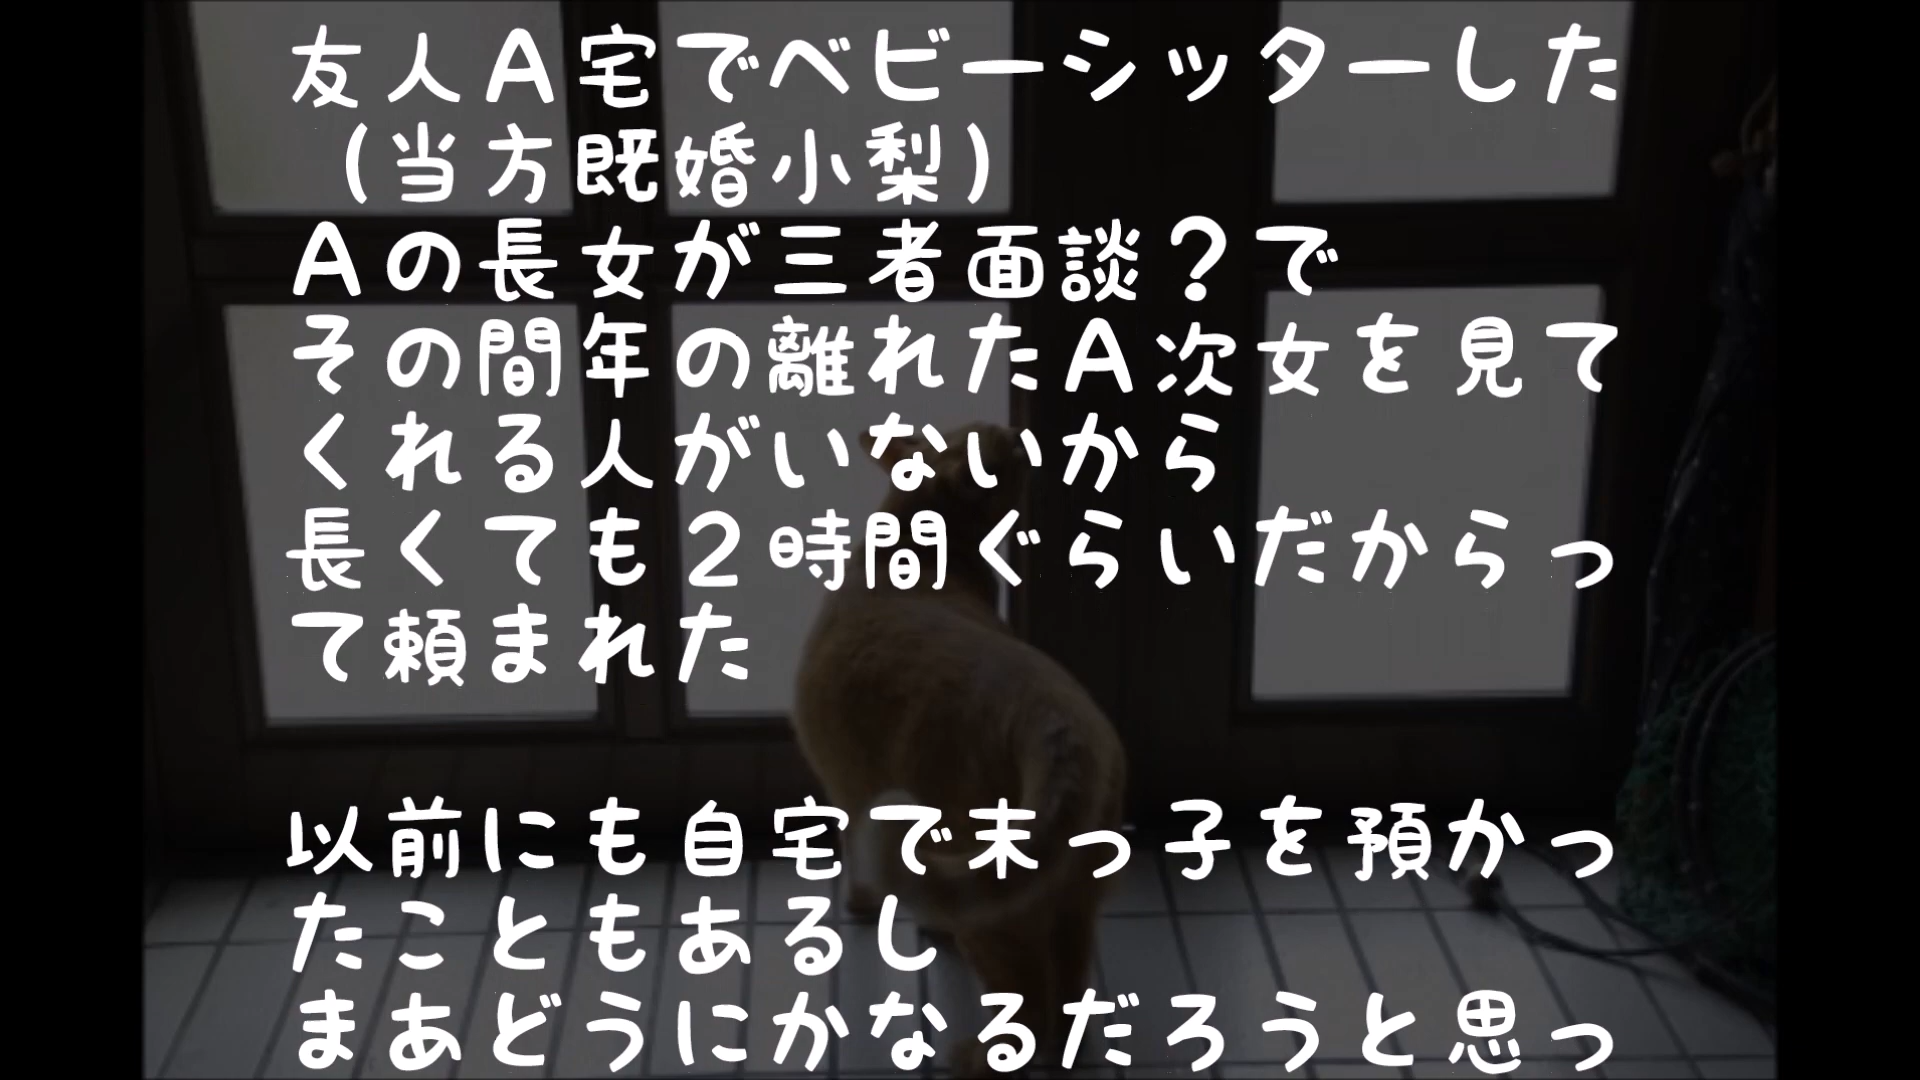 友人Ａ宅でベビーシッターした
（当方既婚小梨）
Ａの長女が三者面談？で
その間年の離れたＡ次女を見て
くれる人がいないから
長くても２時間ぐらいだからっ
て頼まれた
以前にも自宅で末っ子を預かっ
たこともあるし
まあどうにかなるだろうと思っ